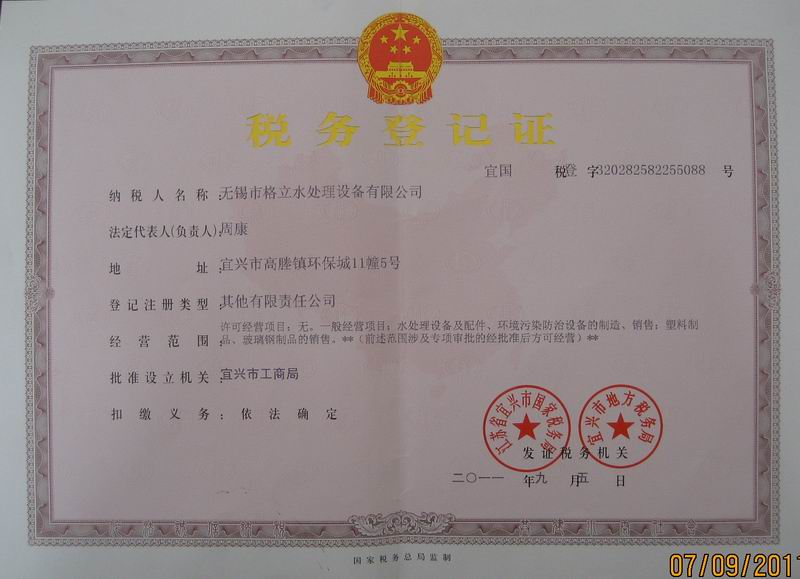 税务登记证
宜国 税登字320282582255088 号
纳税人名称:无锡市格立水处理设备有限公司
法定代表人(负责人):周康
地 址:宜兴市高塍镇环保城11幢5号
登记注册类型:其他有限责任公司
许可经营项目:无。一般经营项目:水处理设备及配件、环境污染防治设备的制造、销售;塑料制
经营范围:品、玻璃钢制品的销售。**(前述范围涉及专项审批的经批准后方可经营)**
批准设立机关:宜兴市工商局
扣缴义务:依法确定
江苏省宜兴市国家税务局
宜兴市地方税务局
发证税务机关
二〇一一 年九 月五 日
国家税务总局监制
07/09/2011